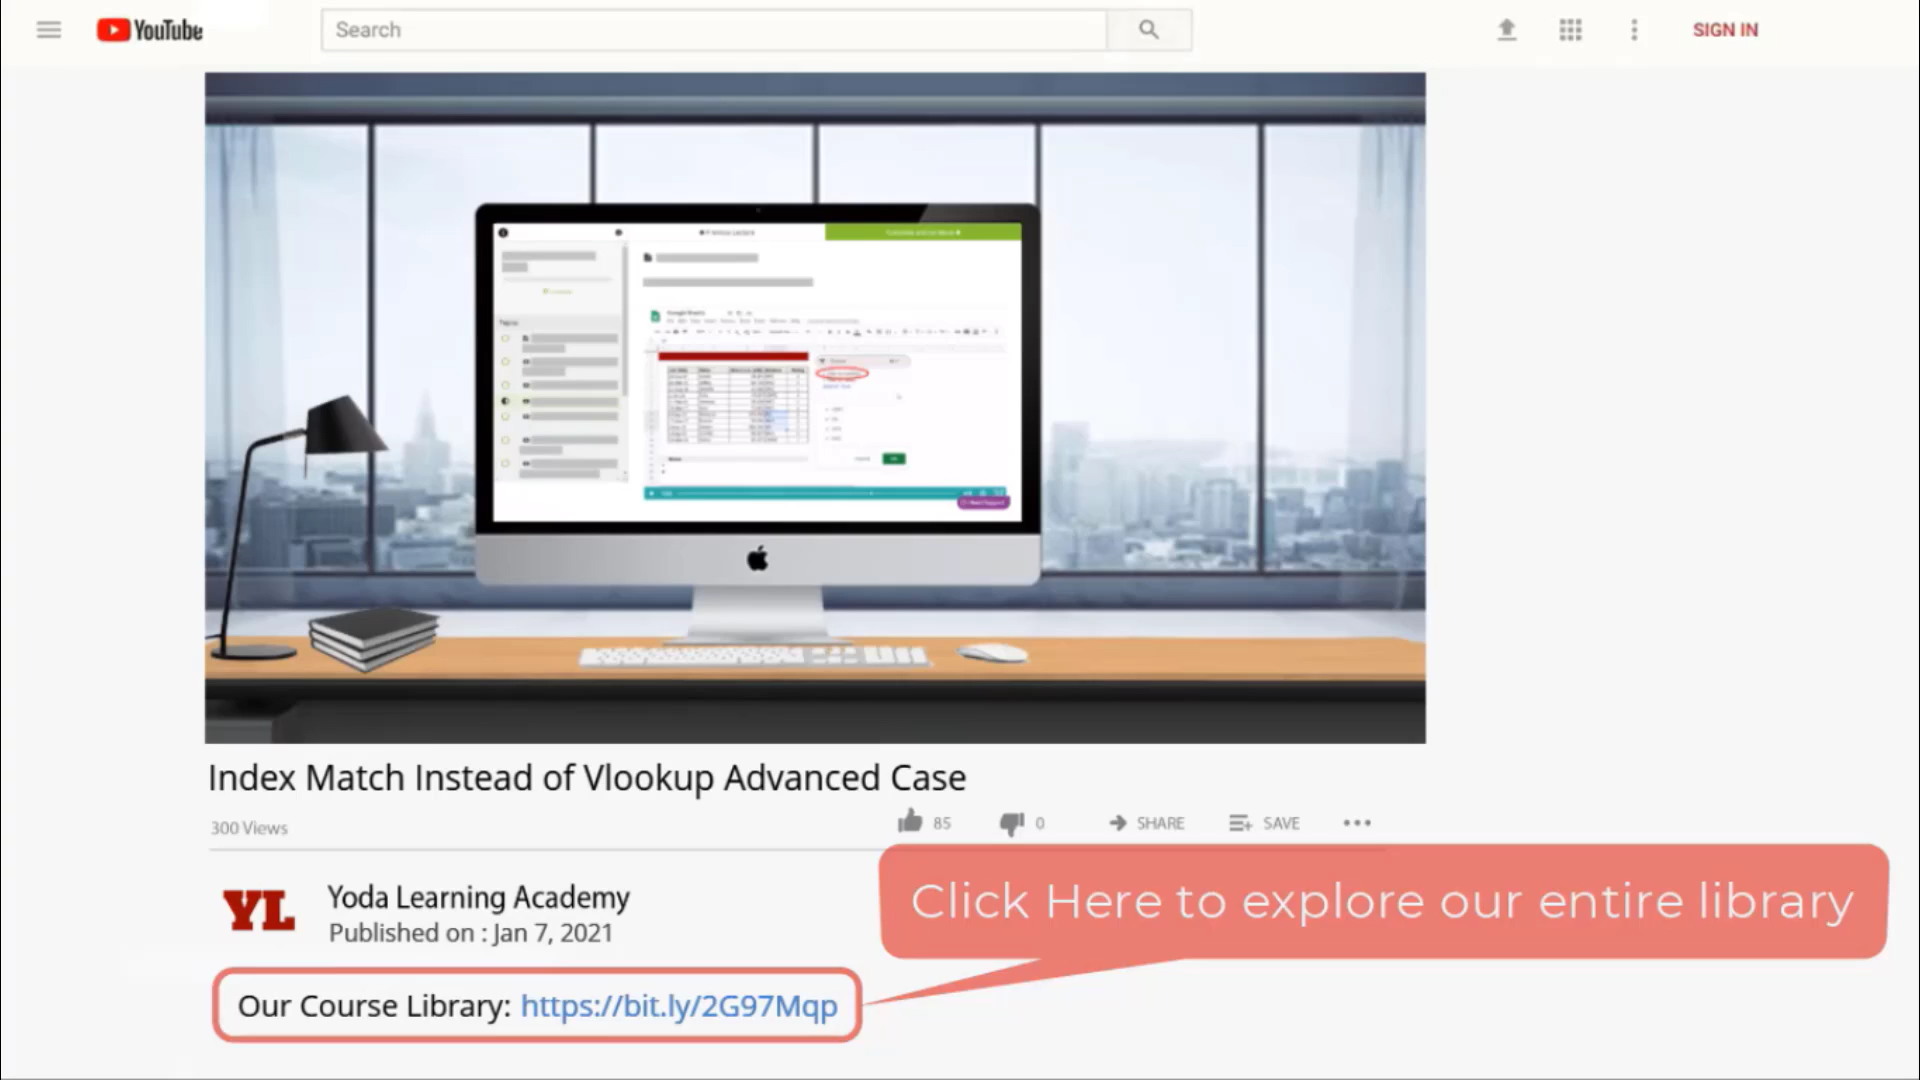 YouTube
Search
SIGN IN
Index Match Instead of Vlookup Advanced Case
300 Views
85
0
SHARE
SAVE
YL
Yoda Learning Academy
Published on : Jan 7, 2021
Click Here to explore our entire library
Our Course Library: https://bit.ly/2G97Mqp